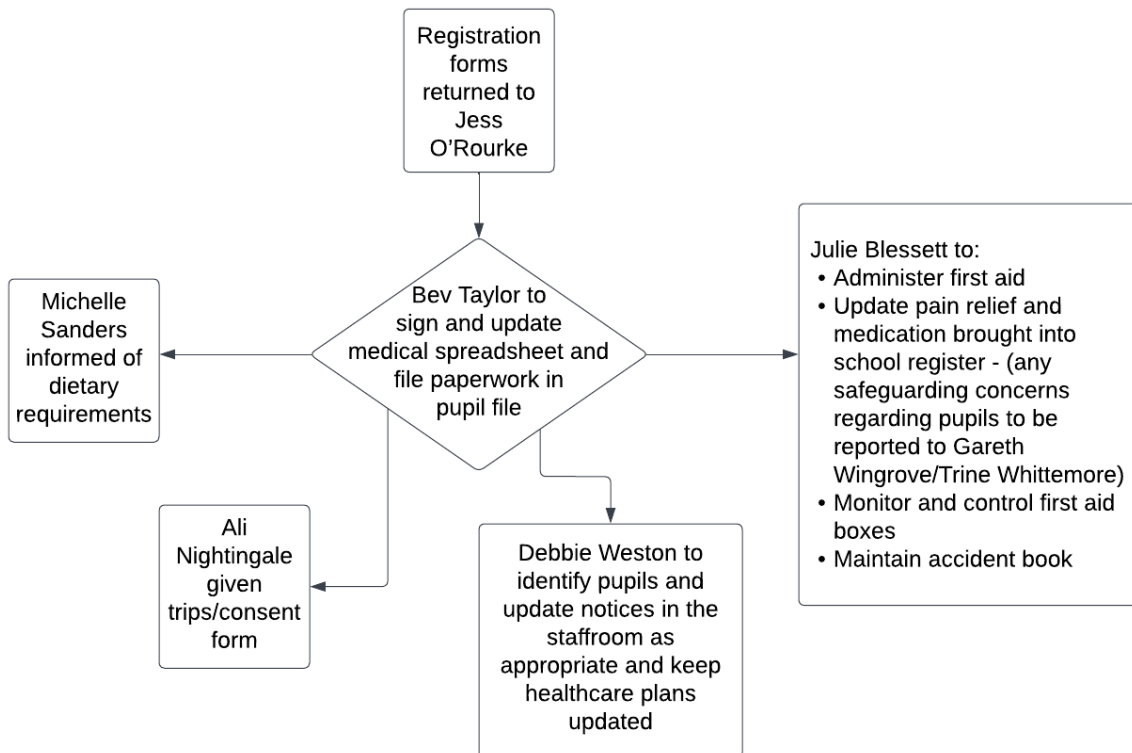 Registration
forms
returned to
Jess
O’Rourke
Bev Taylor to
sign and update
medical spreadsheet and
file paperwork in
pupil file
Michelle
Sanders
informed of
dietary
requirements
Ali
Nightingale
given
trips/consent
form
Debbie Weston to
identify pupils and
update notices in the
staffroom as
appropriate and keep
healthcare plans
updated
Julie Blessett to:
• Administer first aid
• Update pain relief and
medication brought into
school register - (any
safeguarding concerns
regarding pupils to be
reported to Gareth
Wingrove/Trine Whittemore)
• Monitor and control first aid
boxes
• Maintain accident book